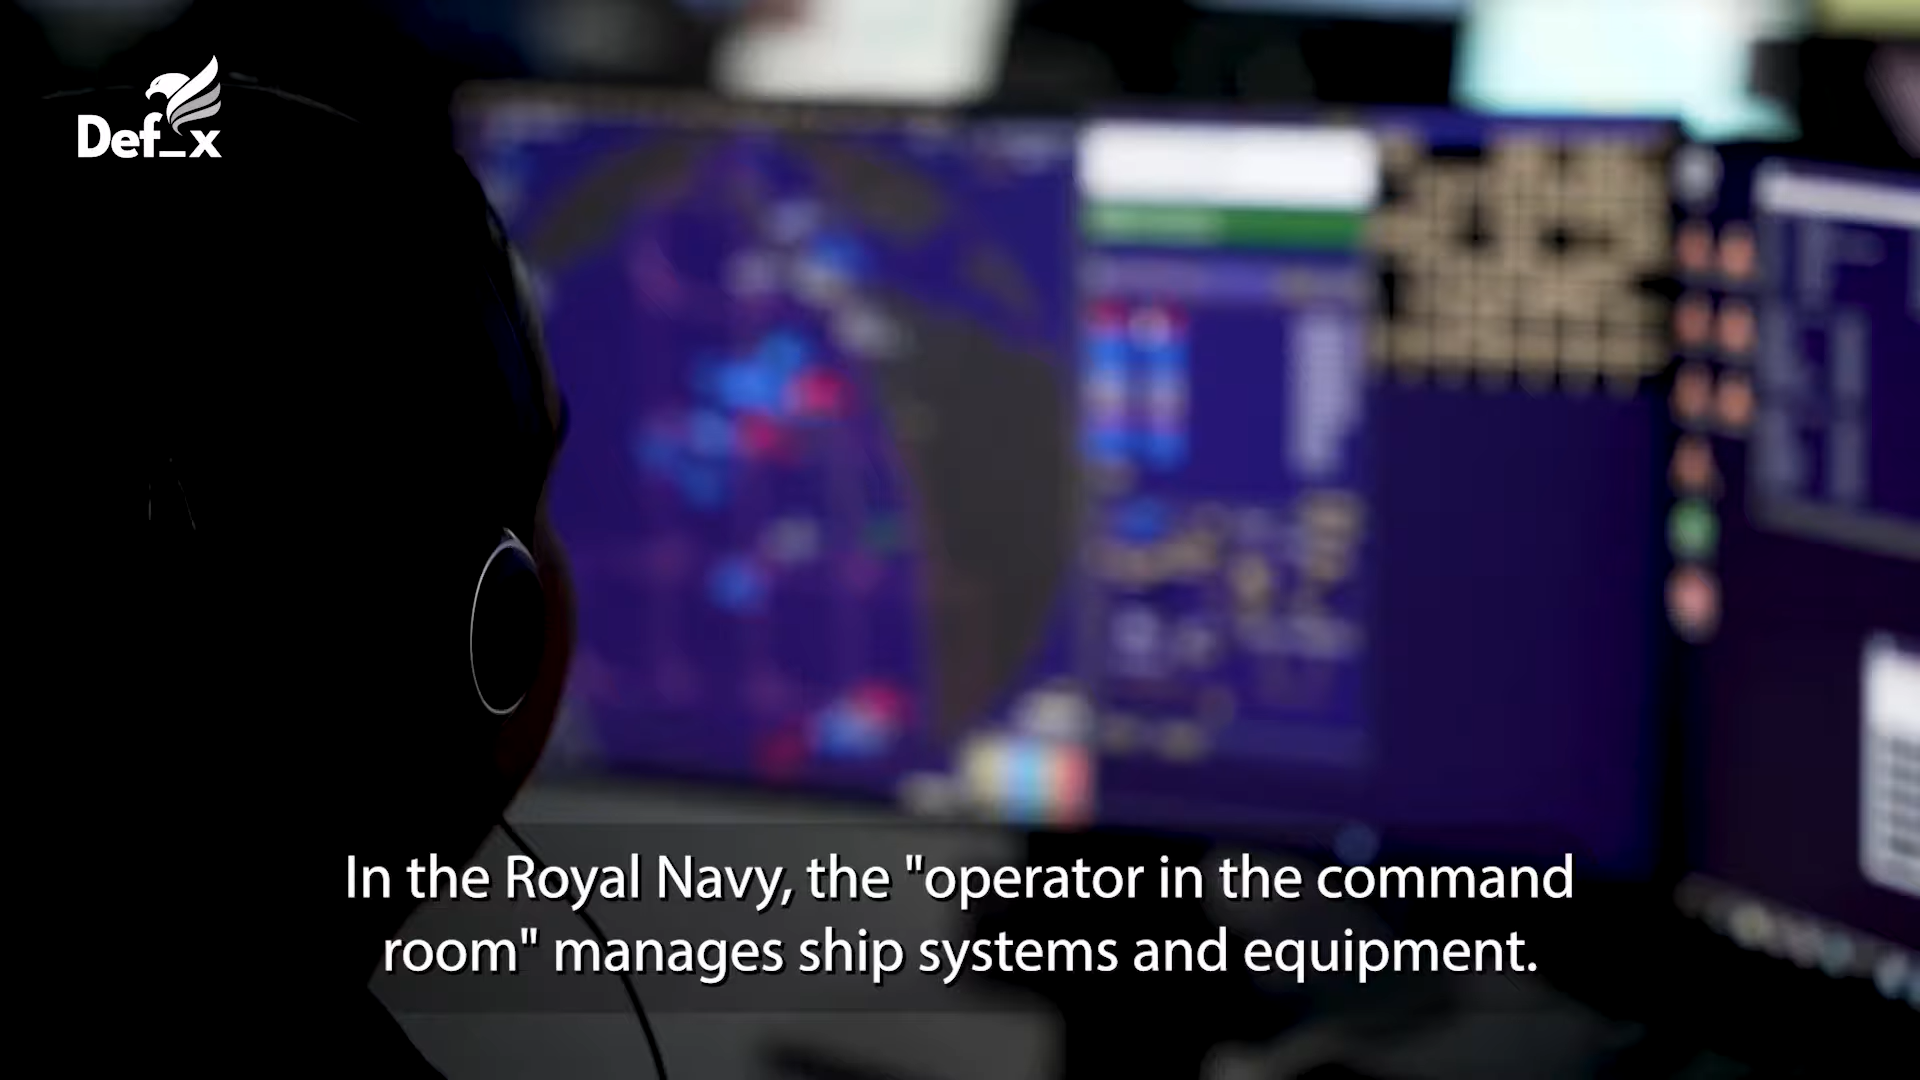 Def_x
In the Royal Navy, the "operator in the command
room" manages ship systems and equipment.